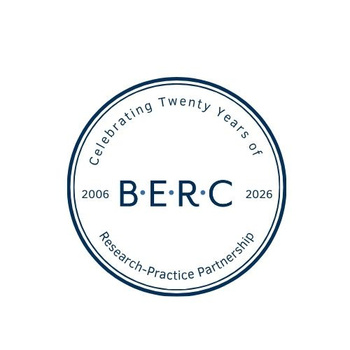 Celebrating Twenty Years of
2006 B·E·R·C 2026
Research-Practice Partnership